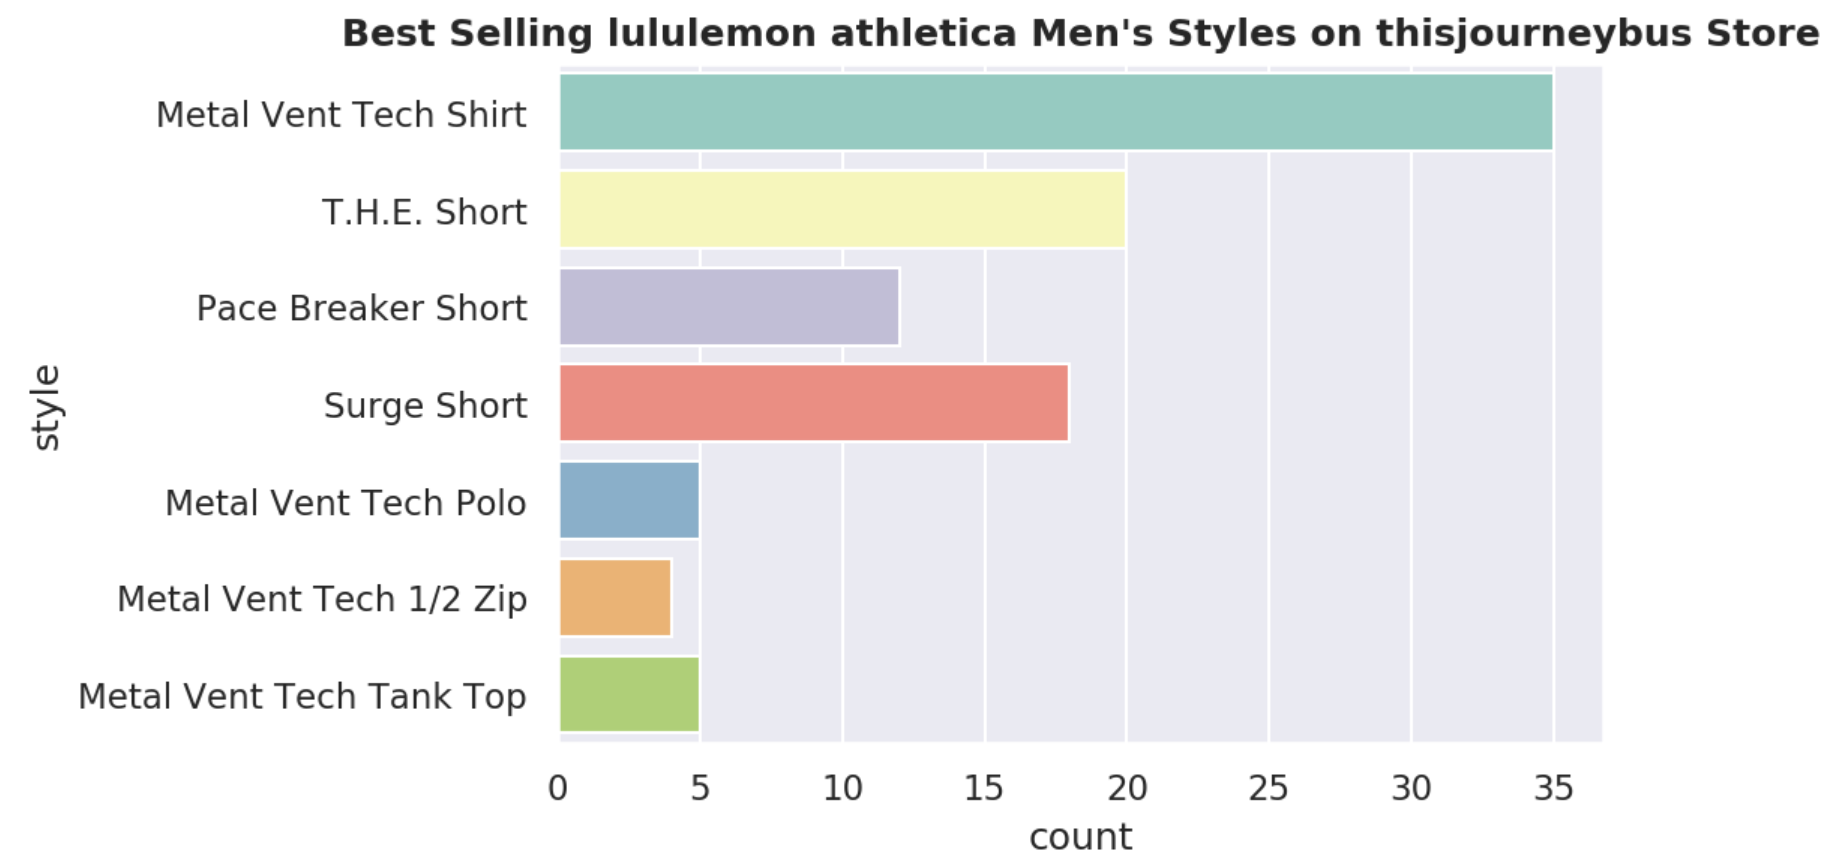 Best Selling lululemon athletica Men's Styles on thisjourneybus Store
Metal Vent Tech Shirt
T.H.E. Short
Pace Breaker Short
Surge Short
Metal Vent Tech Polo
Metal Vent Tech 1/2 Zip
Metal Vent Tech Tank Top
style
0 5 10 15 20 25 30 35
count